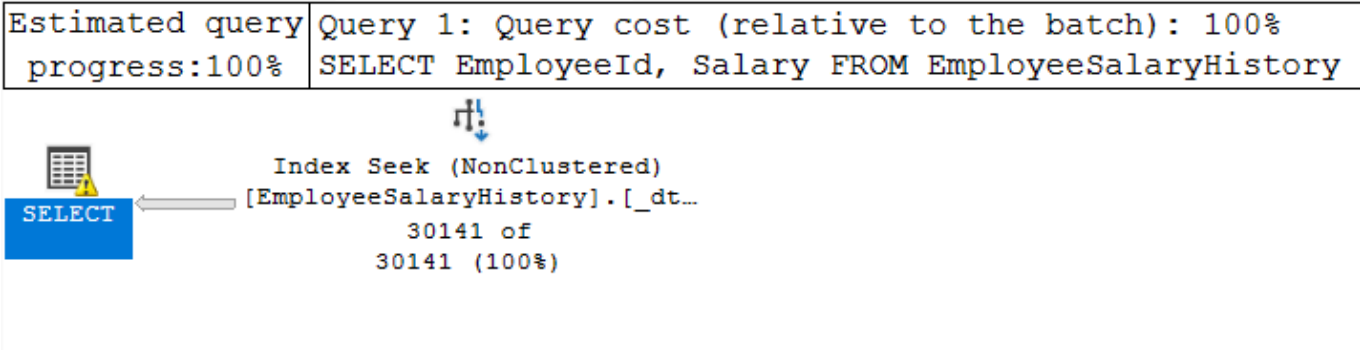 Estimated query
progress:100%
Query 1: Query cost (relative to the batch): 100%
SELECT EmployeeId, Salary FROM EmployeeSalaryHistory
SELECT
Index Seek (NonClustered)
[EmployeeSalaryHistory].[_dt…
30141 of
30141 (100%)